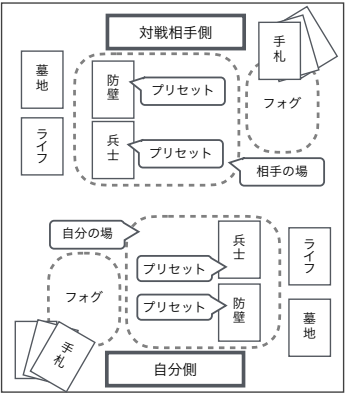 対戦相手側
手札
墓地
防壁
プリセット
フォグ
ライフ
兵士
プリセット
相手の場
自分の場
兵士
ライフ
プリセット
フォグ
プリセット
防壁
墓地
手札
自分側